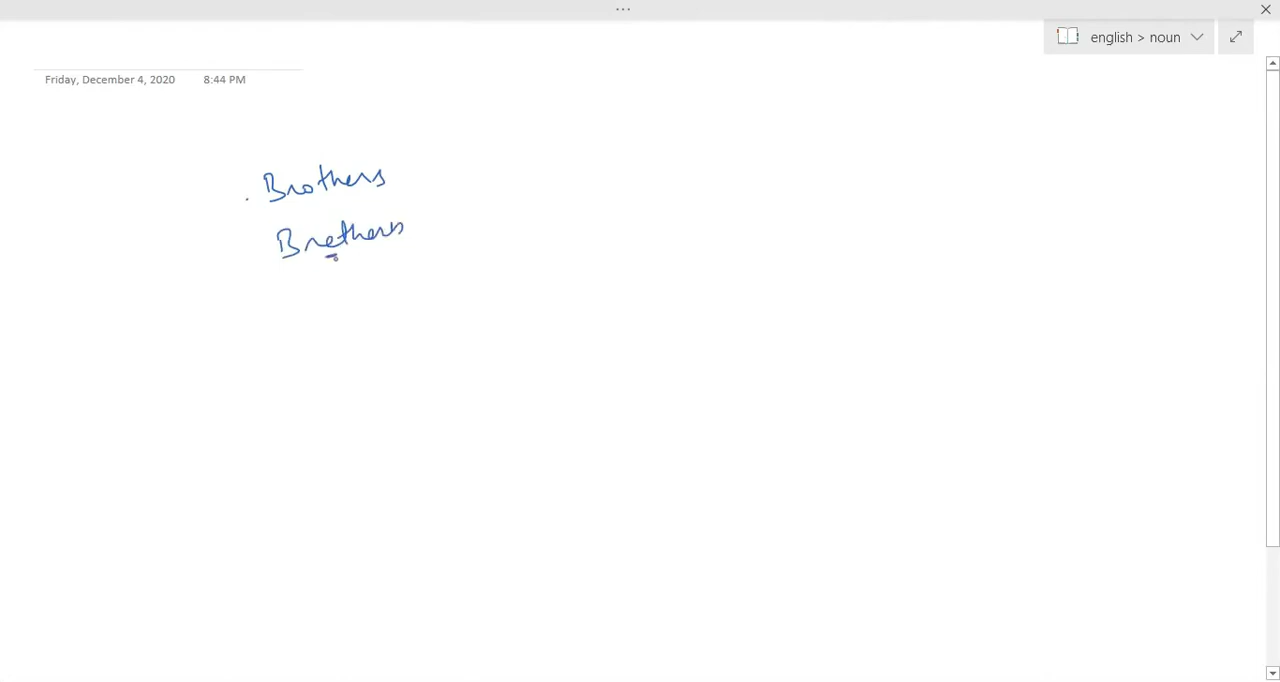 english > noun
Friday, December 4, 2020 8:44 PM
. Brothers
Brethers